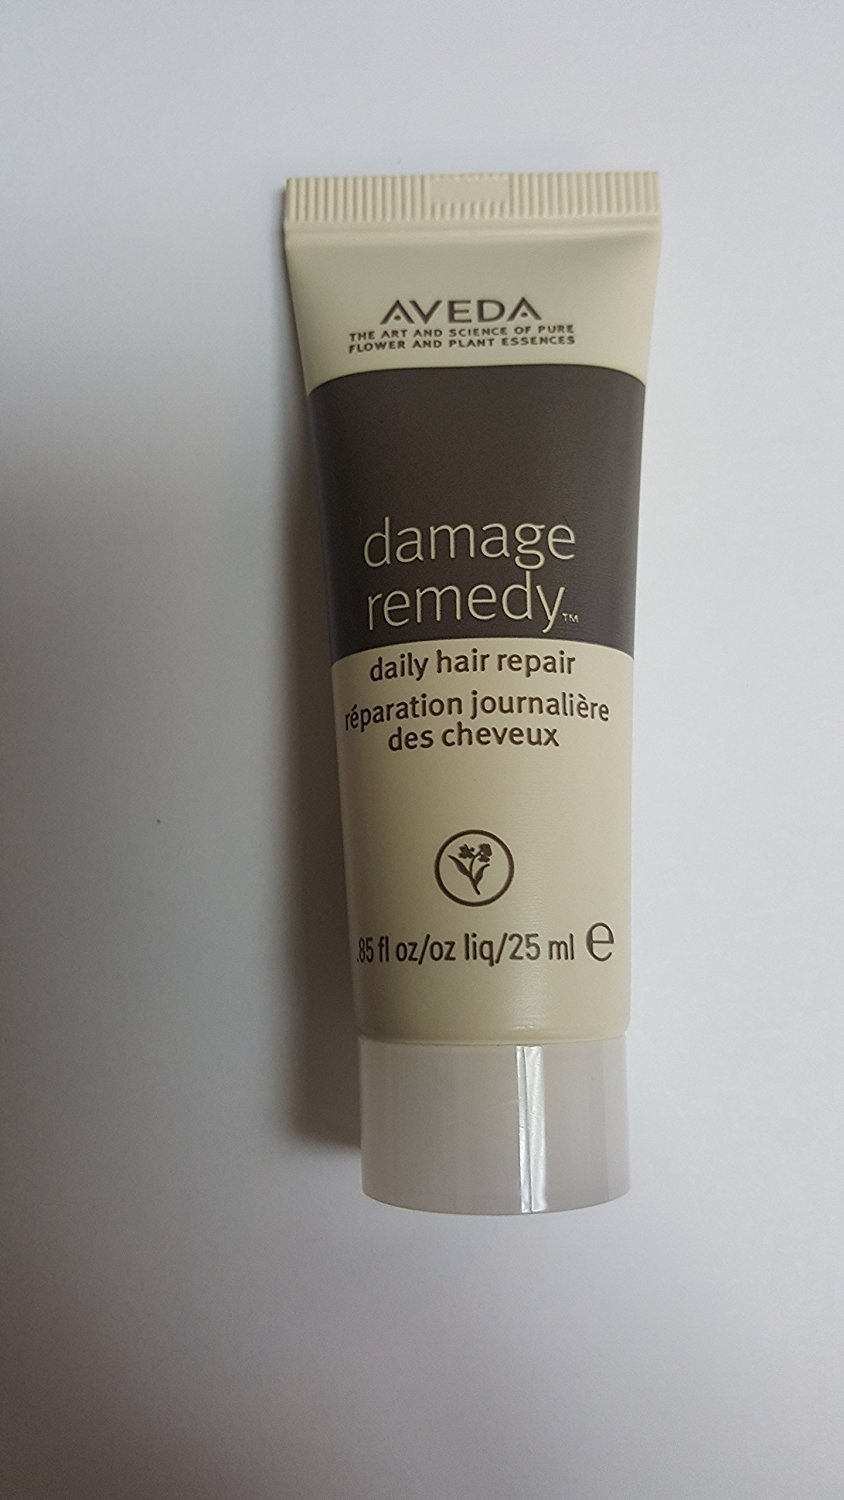 AVEDA
THE ART AND SCIENCE OF PURE
FLOWER AND PLANT ESSENCES
damage
remedy™
daily hair repair
réparation journalière
des cheveux
.85 fl oz/oz liq/25 ml ℮